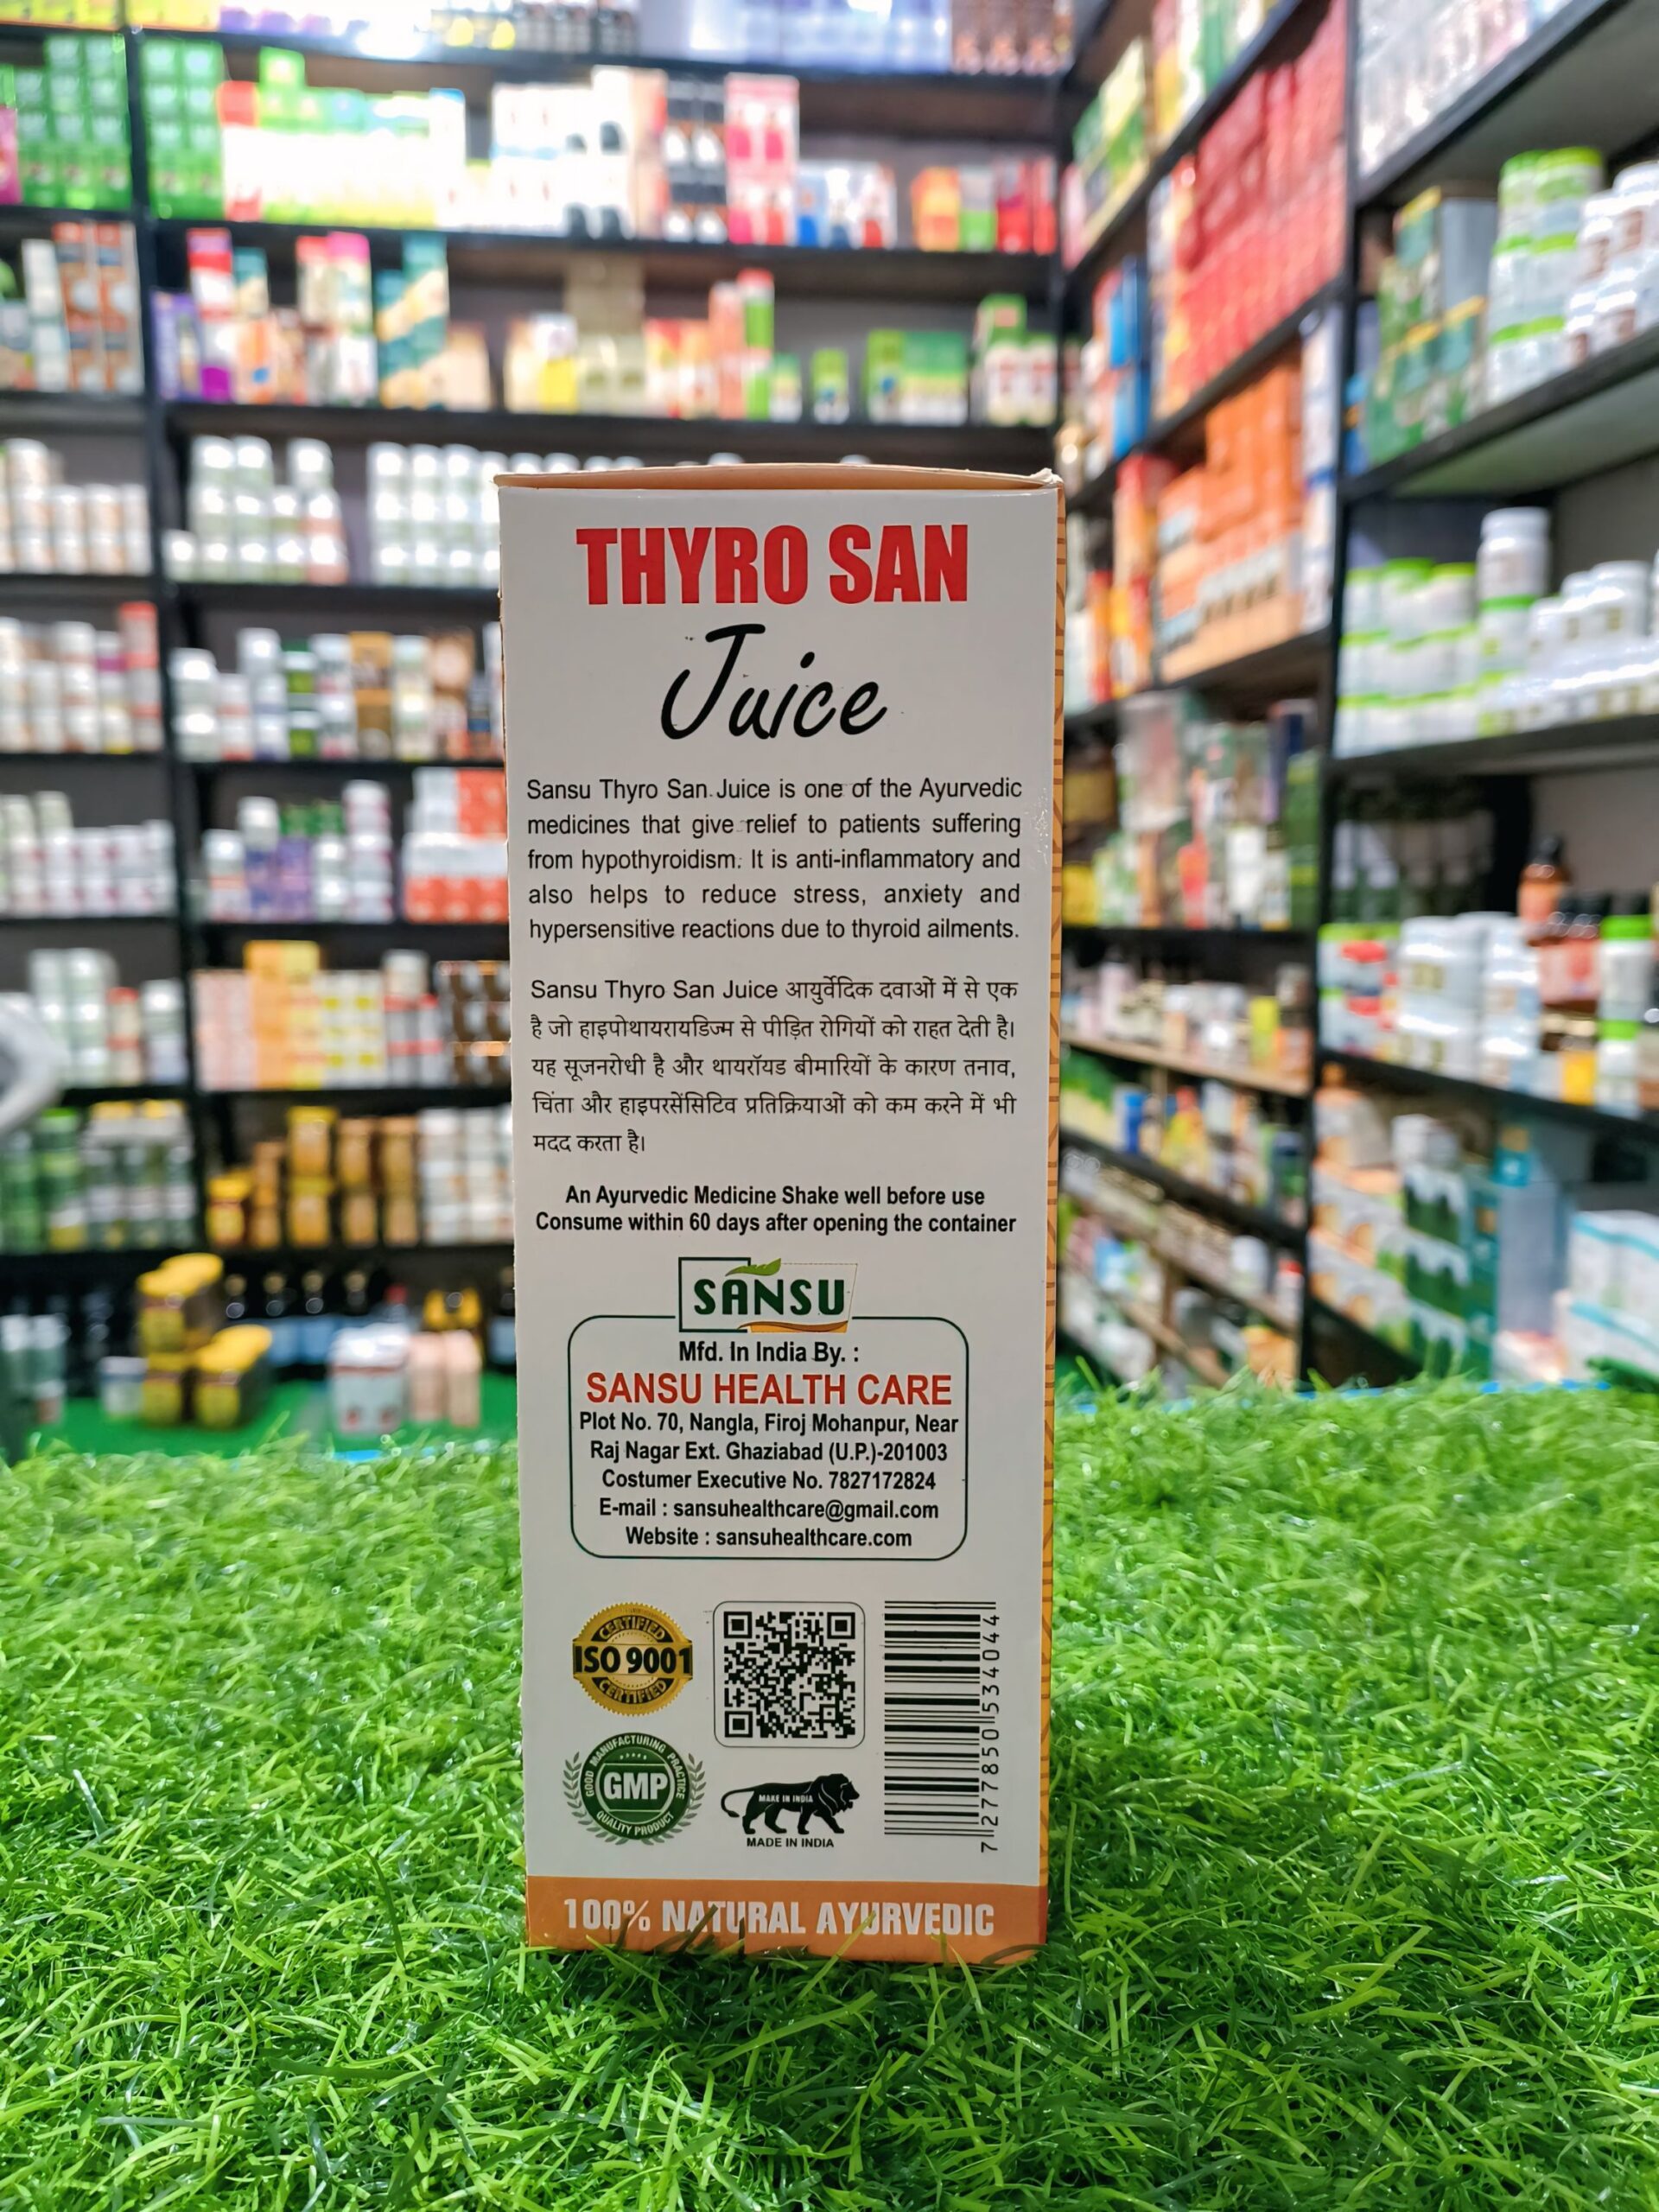 THYRO SAN
Juice
Sansu Thyro San Juice is one of the Ayurvedic
medicines that give relief to patients suffering
from hypothyroidism. It is anti-inflammatory and
also helps to reduce stress, anxiety and
hypersensitive reactions due to thyroid ailments.
Sansu Thyro San Juice आयुर्वेदिक दवाओं में से एक
है जो हाइपोथायरायडिज्म से पीड़ित रोगियों को राहत देती है।
यह सूजनरोधी है और थायरॉयड बीमारियों के कारण तनाव,
चिंता और हाइपरसेंसिटिव प्रतिक्रियाओं को कम करने में भी
मदद करता है।
An Ayurvedic Medicine Shake well before use
Consume within 60 days after opening the container
SANSU
Mfd. In India By. :
SANSU HEALTH CARE
Plot No. 70, Nangla, Firoj Mohanpur, Near
Raj Nagar Ext. Ghaziabad (U.P.)-201003
Costumer Executive No. 7827172824
E-mail : sansuhealthcare@gmail.com
Website : sansuhealthcare.com
CERTIFIED
ISO 9001
CERTIFIED
7 277850 534044
GOOD MANUFACTURING PRACTICE
GMP
QUALITY PRODUCT
MAKE IN INDIA
MADE IN INDIA
100% NATURAL AYURVEDIC